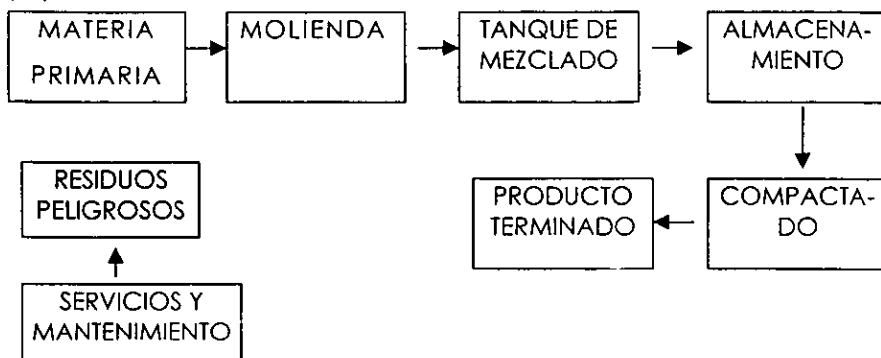 MATERIA
PRIMARIA
MOLIENDA
TANQUE DE
MEZCLADO
ALMACENA-
MIENTO
RESIDUOS
PELIGROSOS
PRODUCTO
TERMINADO
COMPACTA-
DO
SERVICIOS Y
MANTENIMIENTO